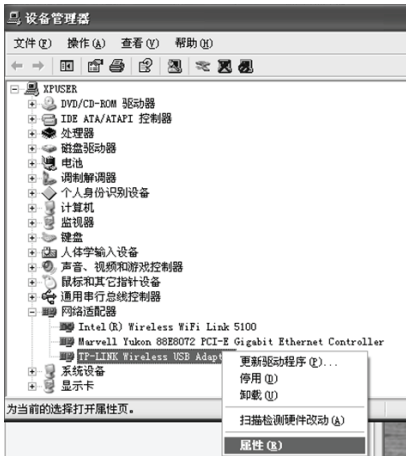 设备管理器
文件(F) 操作(A) 查看(V) 帮助(H)
XPUSER
DVD/CD-ROM 驱动器
IDE ATA/ATAPI 控制器
处理器
磁盘驱动器
电池
调制解调器
个人身份识别设备
计算机
监视器
键盘
人体学输入设备
声音、视频和游戏控制器
鼠标和其它指针设备
通用串行总线控制器
网络适配器
Intel(R) Wireless WiFi Link 5100
Marvell Yukon 88E8072 PCI-E Gigabit Ethernet Controller
TP-LINK Wireless USB Adapt
更新驱动程序(P)...
停用(D)
卸载(U)
扫描检测硬件改动(A)
属性(R)
系统设备
显示卡
为当前的选择打开属性页。